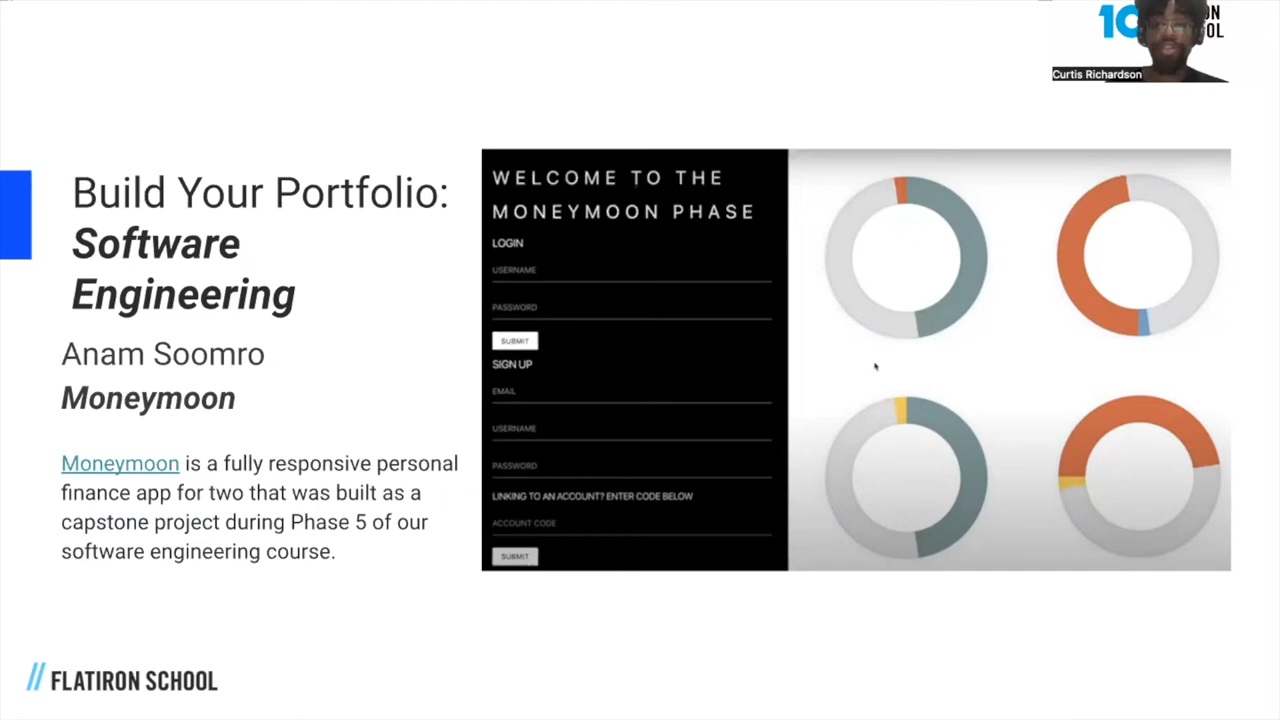 10
ON
OL
Curtis Richardson
Build Your Portfolio:
Software
Engineering
Anam Soomro
Moneymoon
Moneymoon is a fully responsive personal
finance app for two that was built as a
capstone project during Phase 5 of our
software engineering course.
WELCOME TO THE
MONEYMOON PHASE
LOGIN
USERNAME
PASSWORD
SUBMIT
SIGN UP
EMAIL
USERNAME
PASSWORD
LINKING TO AN ACCOUNT? ENTER CODE BELOW
ACCOUNT CODE
SUBMIT
// FLATIRON SCHOOL